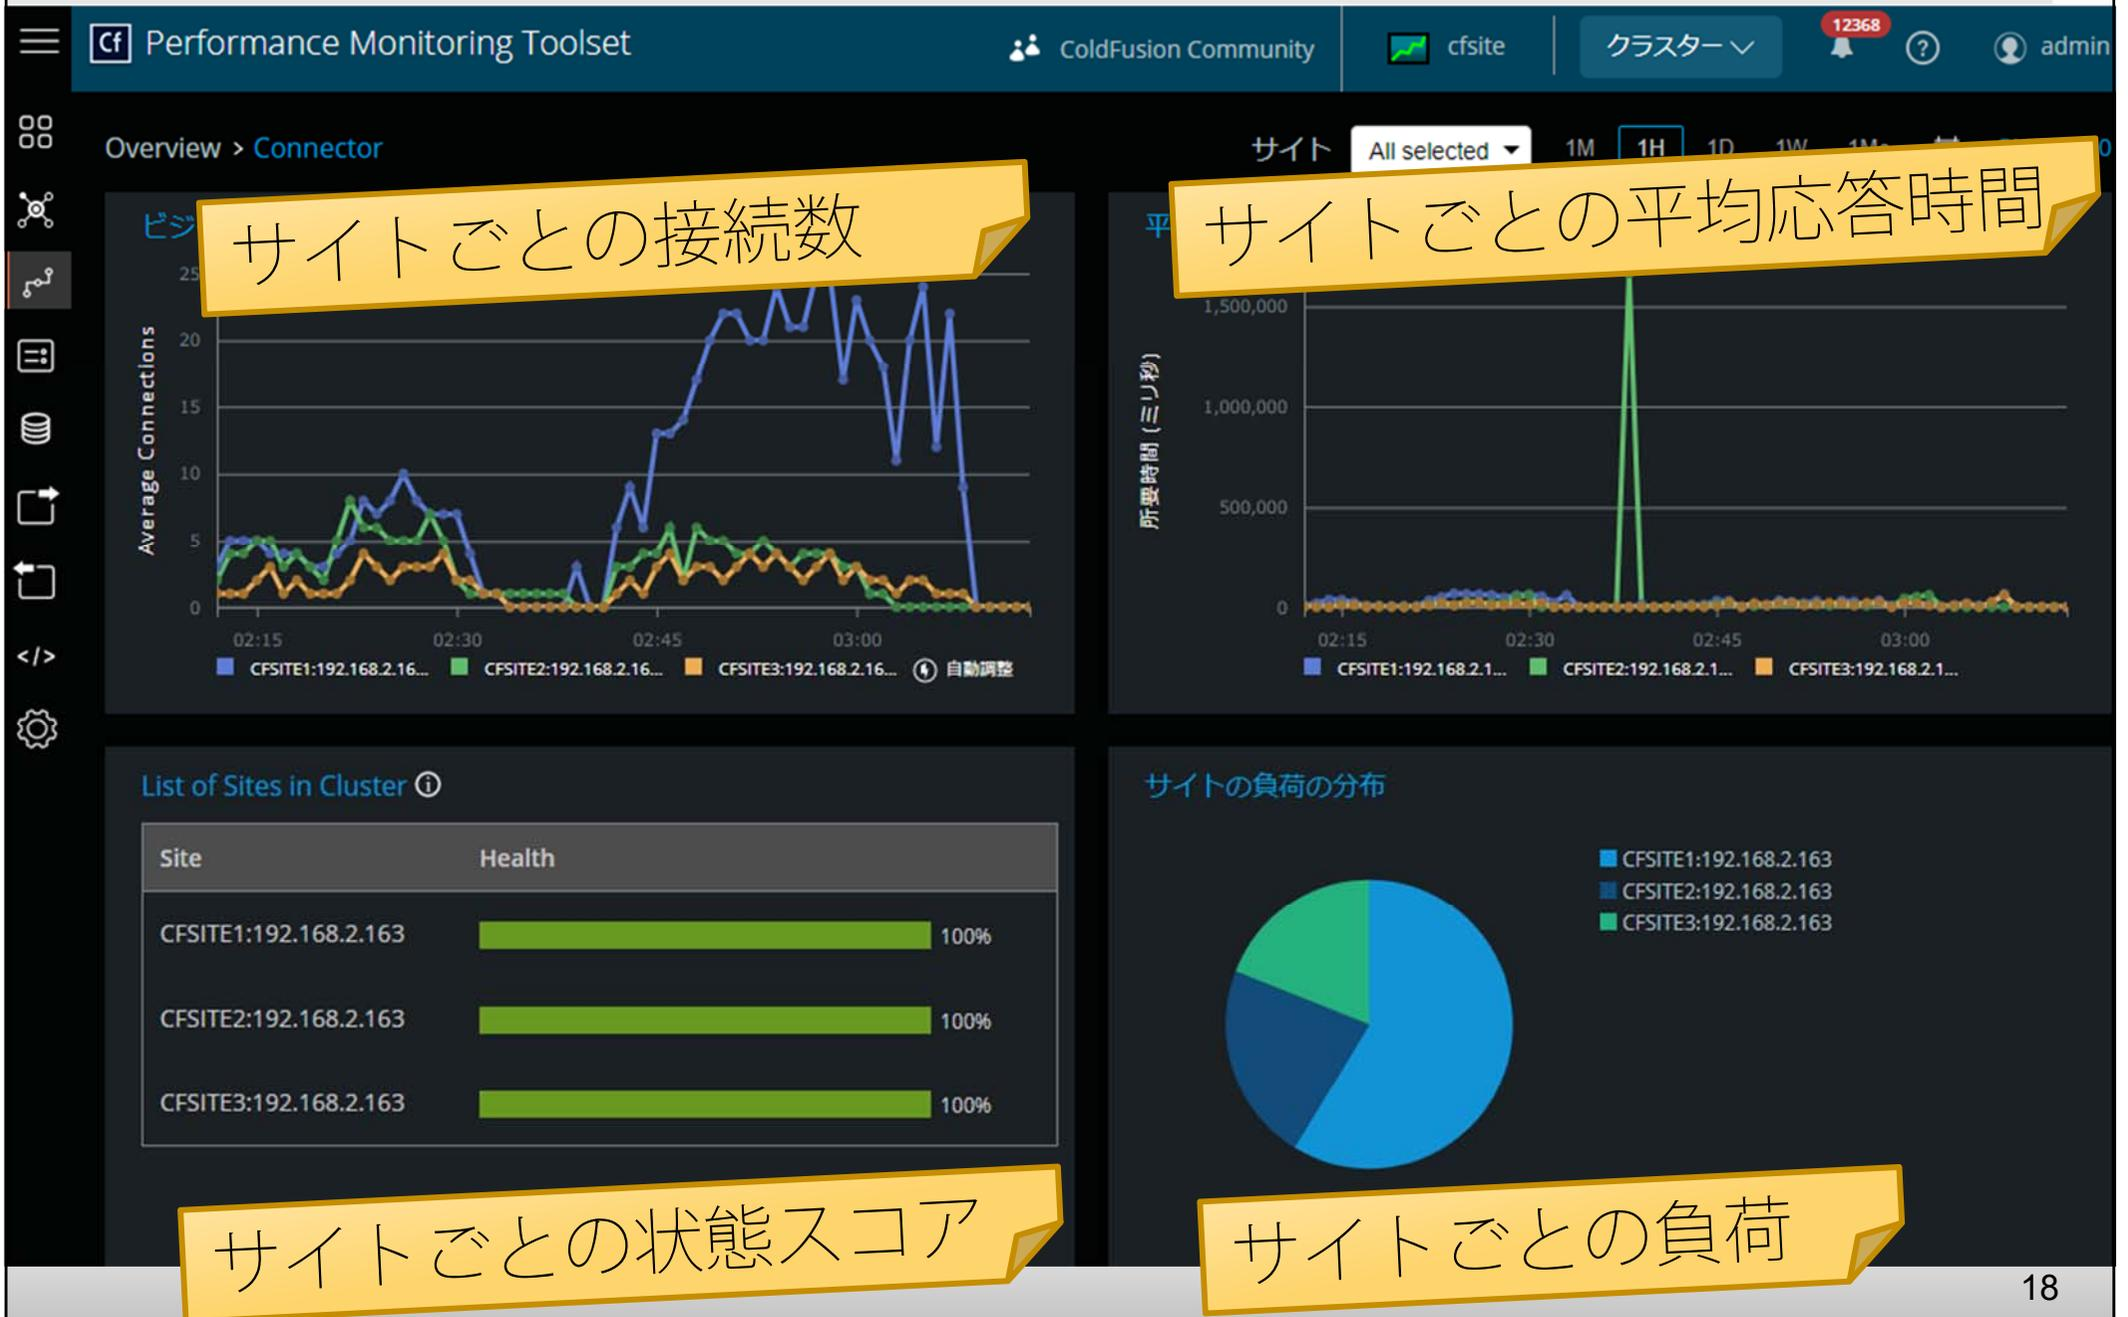 Cf Performance Monitoring Toolset
ColdFusion Community
cfsite
クラスター
12368
?
admin
Overview > Connector
サイト
All selected
1M
1H
1D
1W
サイトごとの接続数
サイトごとの平均応答時間
ビジ
平
Average Connections
25
20
15
10
5
0
02:15
02:30
02:45
03:00
CFSITE1:192.168.2.16...
CFSITE2:192.168.2.16...
CFSITE3:192.168.2.16...
自動調整
所要時間 (ミリ秒)
1,500,000
1,000,000
500,000
0
02:15
02:30
02:45
03:00
CFSITE1:192.168.2.1...
CFSITE2:192.168.2.1...
CFSITE3:192.168.2.1...
</>
List of Sites in Cluster
Site Health
CFSITE1:192.168.2.163 100%
CFSITE2:192.168.2.163 100%
CFSITE3:192.168.2.163 100%
サイトの負荷の分布
CFSITE1:192.168.2.163
CFSITE2:192.168.2.163
CFSITE3:192.168.2.163
サイトごとの状態スコア
サイトごとの負荷
18